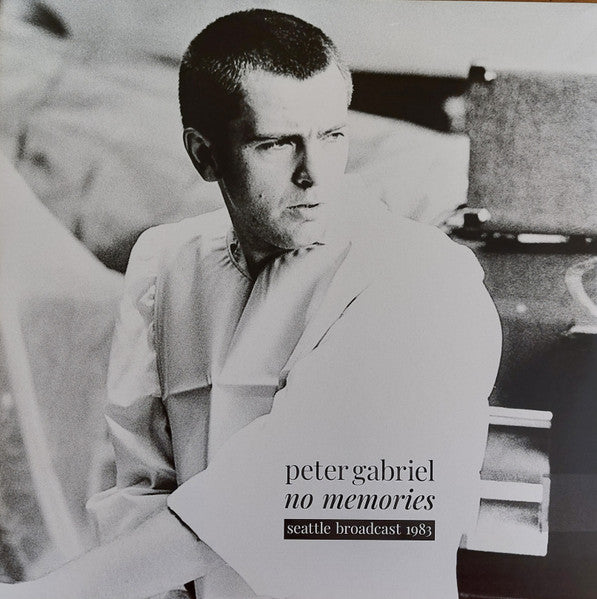 peter gabriel
no memories
seattle broadcast 1983